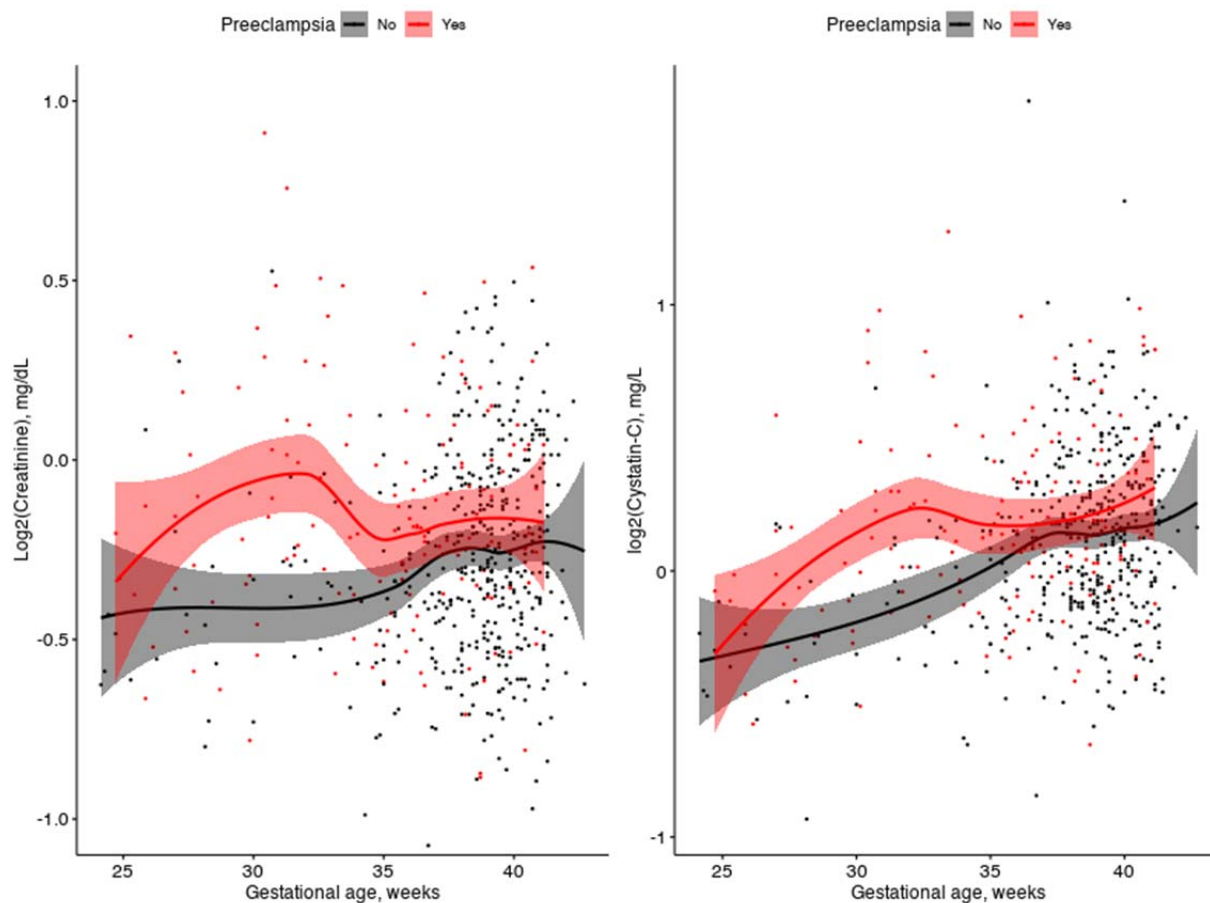 Preeclampsia No Yes
1.0
0.5
0.0
-0.5
-1.0
Log2(Creatinine), mg/dL
25 30 35 40
Gestational age, weeks
Preeclampsia No Yes
1
0
-1
log2(Cystatin-C), mg/L
25 30 35 40
Gestational age, weeks